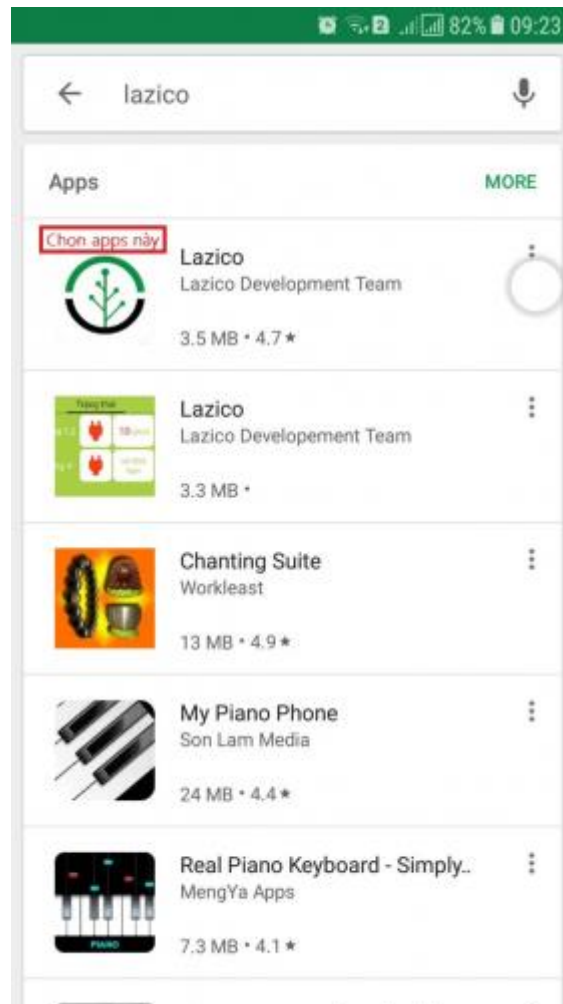 82% 09:23
lazico
Apps MORE
Chon apps này
Lazico
Lazico Development Team
3.5 MB • 4.7★
Lazico
Lazico Developement Team
3.3 MB •
Chanting Suite
Workleast
13 MB • 4.9★
My Piano Phone
Son Lam Media
24 MB • 4.4★
Real Piano Keyboard - Simply..
MengYa Apps
PIANO
7.3 MB • 4.1★